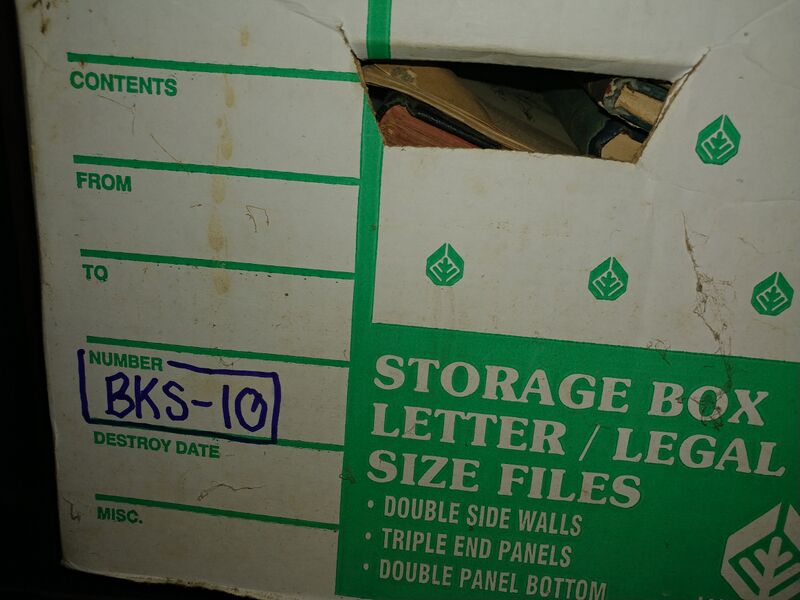 CONTENTS
FROM
TO
NUMBER
BKS-10
DESTROY DATE
MISC.
STORAGE BOX
LETTER / LEGAL
SIZE FILES
• DOUBLE SIDE WALLS
• TRIPLE END PANELS
• DOUBLE PANEL BOTTOM